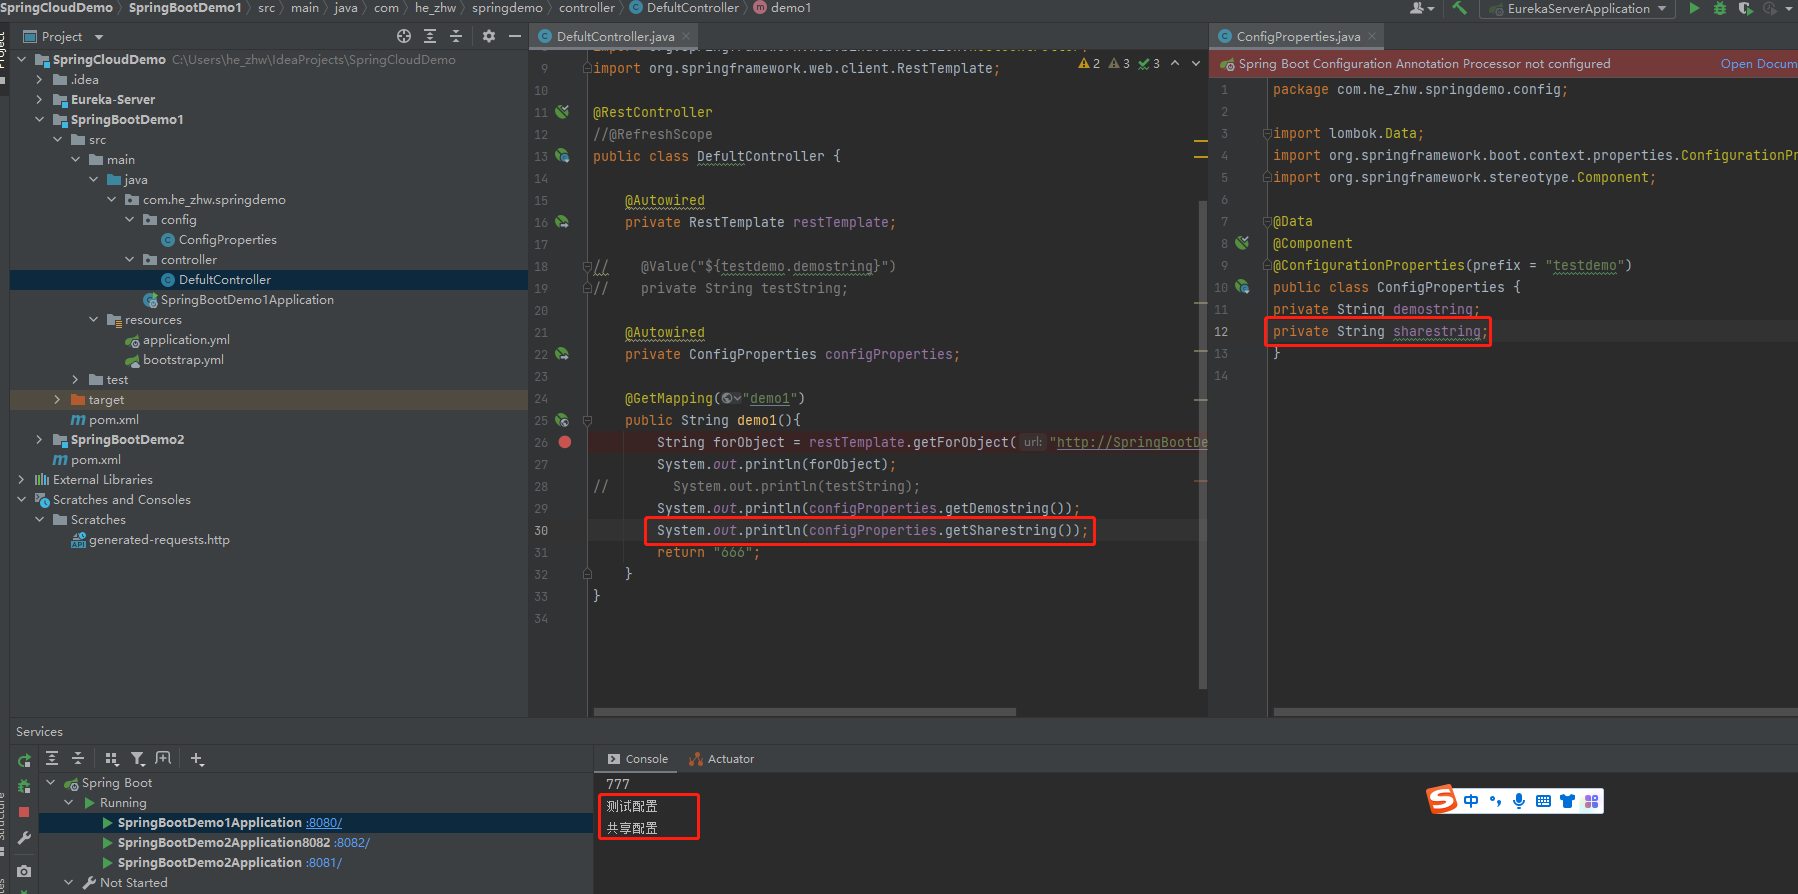 SpringCloudDemo SpringBootDemo1 src main java com he_zhw springdemo controller DefultController demo1
EurekaServerApplication
Project
SpringCloudDemo C:\Users\he_zhw\IdeaProjects\SpringCloudDemo
.idea
Eureka-Server
SpringBootDemo1
src
main
java
com.he_zhw.springdemo
config
ConfigProperties
controller
DefultController
SpringBootDemo1Application
resources
application.yml
bootstrap.yml
test
target
pom.xml
SpringBootDemo2
pom.xml
External Libraries
Scratches and Consoles
Scratches
generated-requests.http
DefultController.java
2 3 3
9 import org.springframework.web.client.RestTemplate;
10
11 @RestController
12 //@RefreshScope
13 public class DefultController {
14
15 @Autowired
16 private RestTemplate restTemplate;
17
18 // @Value("${testdemo.demostring}")
19 // private String testString;
20
21 @Autowired
22 private ConfigProperties configProperties;
23
24 @GetMapping("demo1")
25 public String demo1(){
26 String forObject = restTemplate.getForObject( url: "http://SpringBootDe
27 System.out.println(forObject);
28 // System.out.println(testString);
29 System.out.println(configProperties.getDemostring());
30 System.out.println(configProperties.getSharestring());
31 return "666";
32 }
33 }
34
ConfigProperties.java
Spring Boot Configuration Annotation Processor not configured Open Docum
1 package com.he_zhw.springdemo.config;
2
3 import lombok.Data;
4 import org.springframework.boot.context.properties.ConfigurationPr
5 import org.springframework.stereotype.Component;
6
7 @Data
8 @Component
9 @ConfigurationProperties(prefix = "testdemo")
10 public class ConfigProperties {
11 private String demostring;
12 private String sharestring;
13 }
14
Services
Spring Boot
Running
SpringBootDemo1Application :8080/
SpringBootDemo2Application8082 :8082/
SpringBootDemo2Application :8081/
Not Started
Console Actuator
777
测试配置
共享配置
中